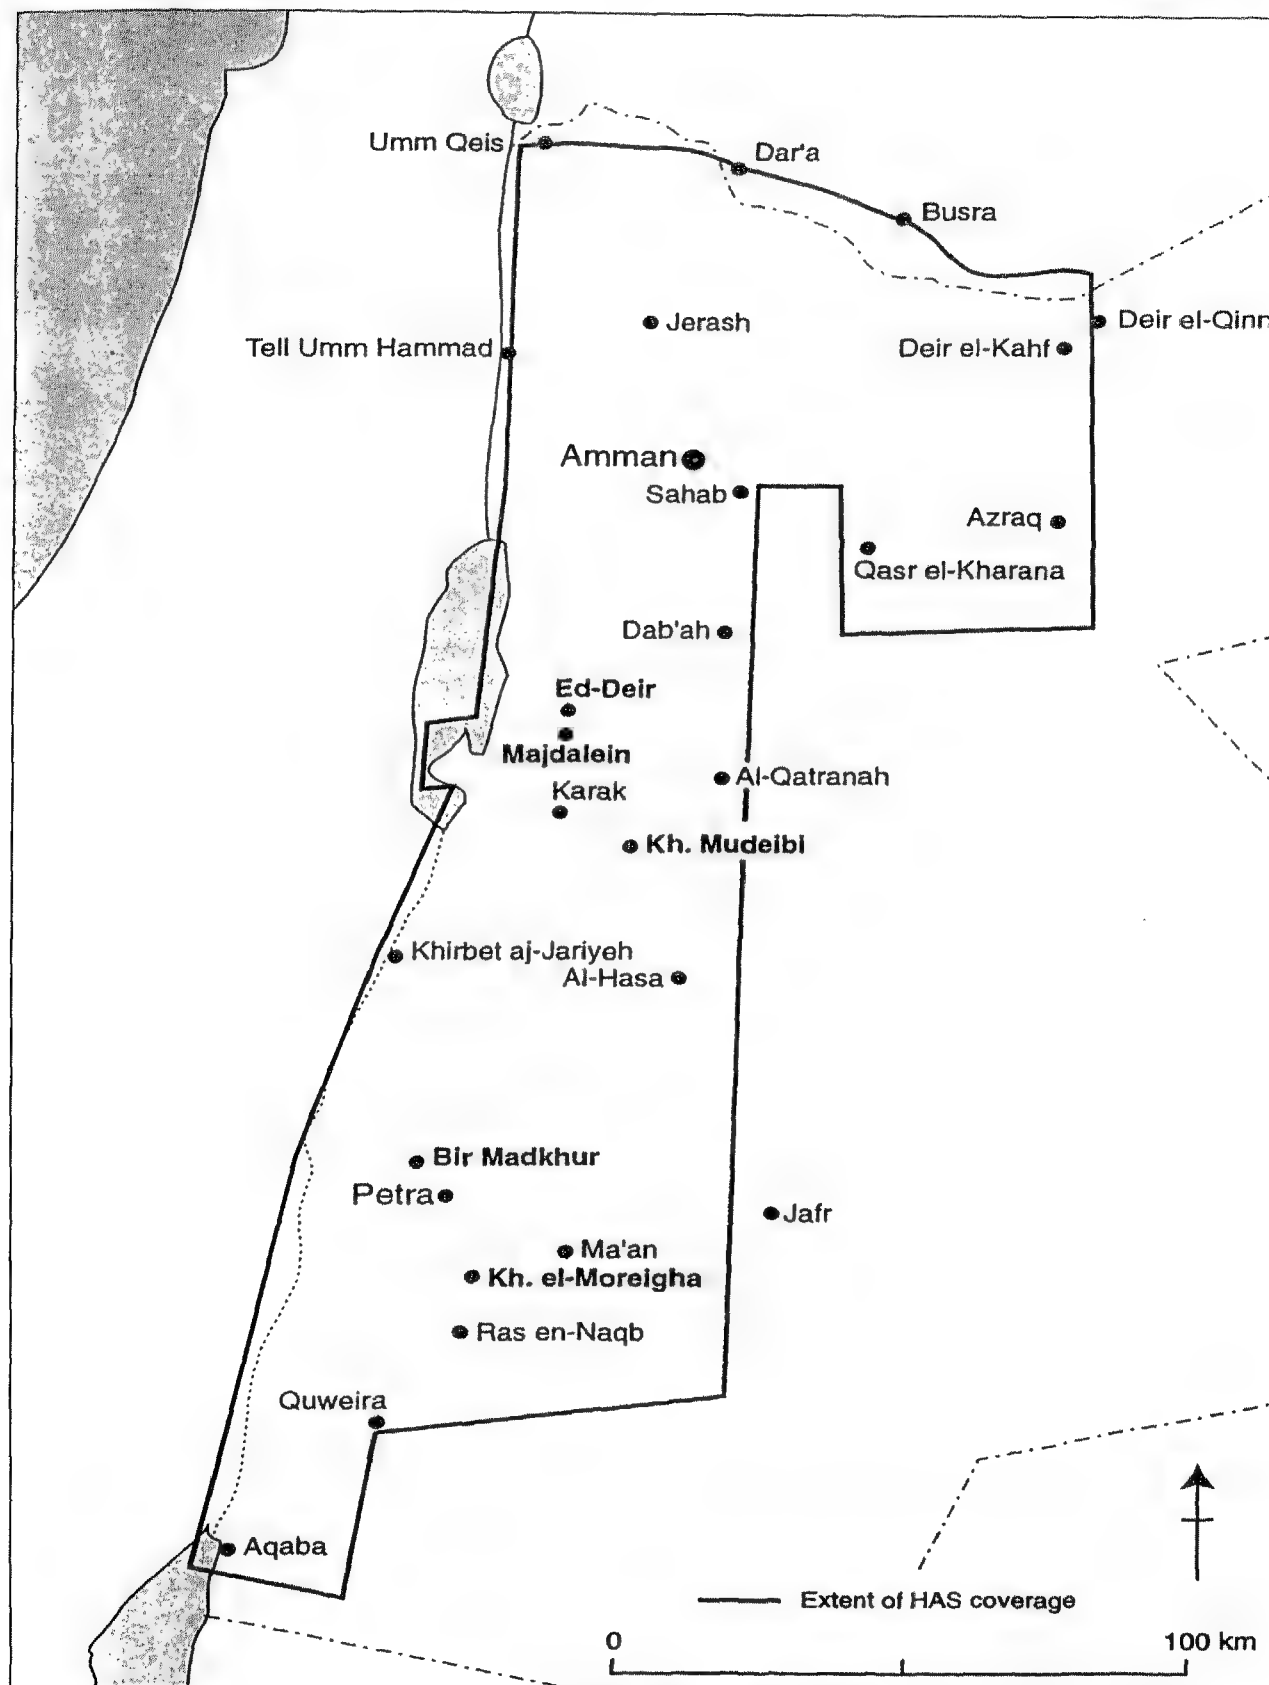 Umm Qeis
Dar'a
Busra
Jerash
Deir el-Qinn
Tell Umm Hammad
Deir el-Kahf
Amman
Sahab
Azraq
Qasr el-Kharana
Dab'ah
Ed-Deir
Majdalein
Al-Qatranah
Karak
Kh. Mudeibi
Khirbet aj-Jariyeh
Al-Hasa
Bir Madkhur
Petra
Jafr
Ma'an
Kh. el-Moreigha
Ras en-Naqb
Quweira
Aqaba
Extent of HAS coverage
0 100 km